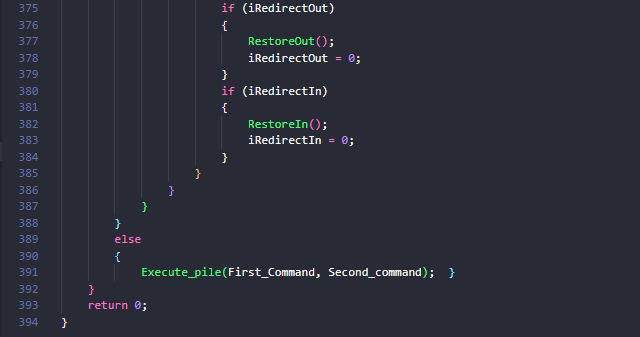 375 if (iRedirectOut)
376 {
377 RestoreOut();
378 iRedirectOut = 0;
379 }
380 if (iRedirectIn)
381 {
382 RestoreIn();
383 iRedirectIn = 0;
384 }
385 }
386 }
387 }
388 }
389 else
390 {
391 Execute_pile(First_Command, Second_command);  }
392 }
393 return 0;
394 }